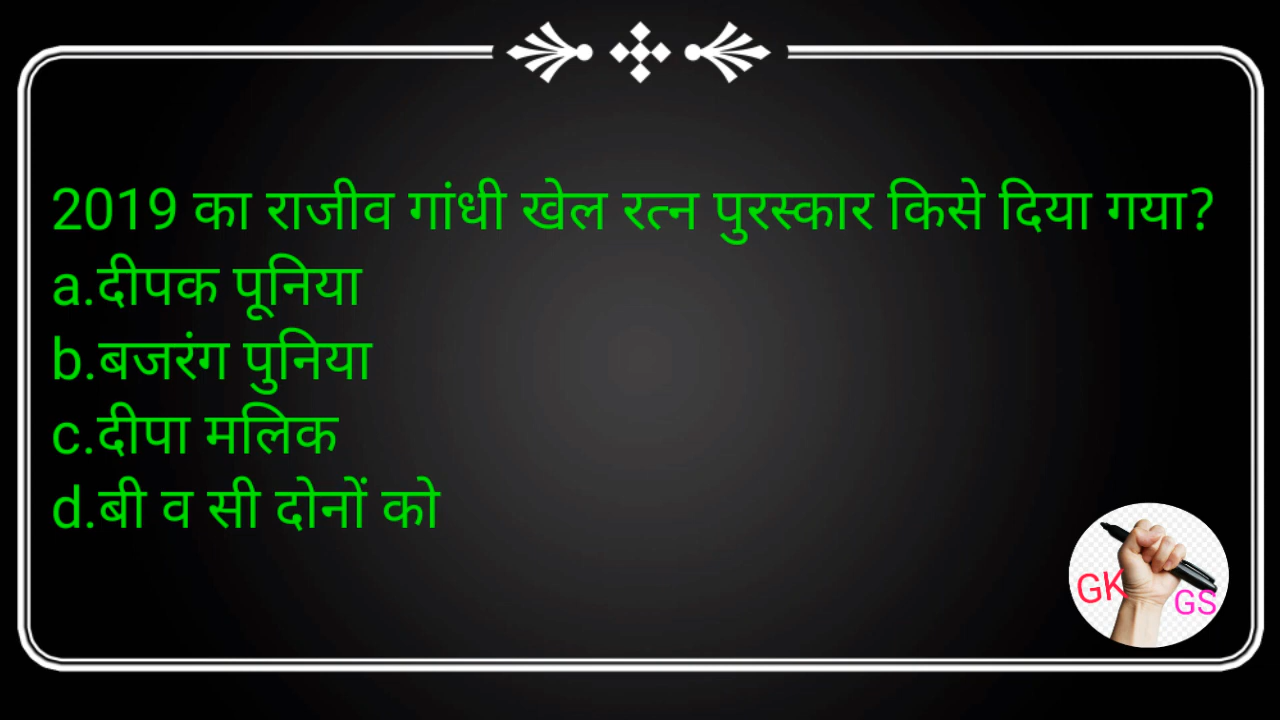 2019 का राजीव गांधी खेल रत्न पुरस्कार किसे दिया गया?
a.दीपक पूनिया
b.बजरंग पुनिया
c.दीपा मलिक
d.बी व सी दोनों को
GK
GS